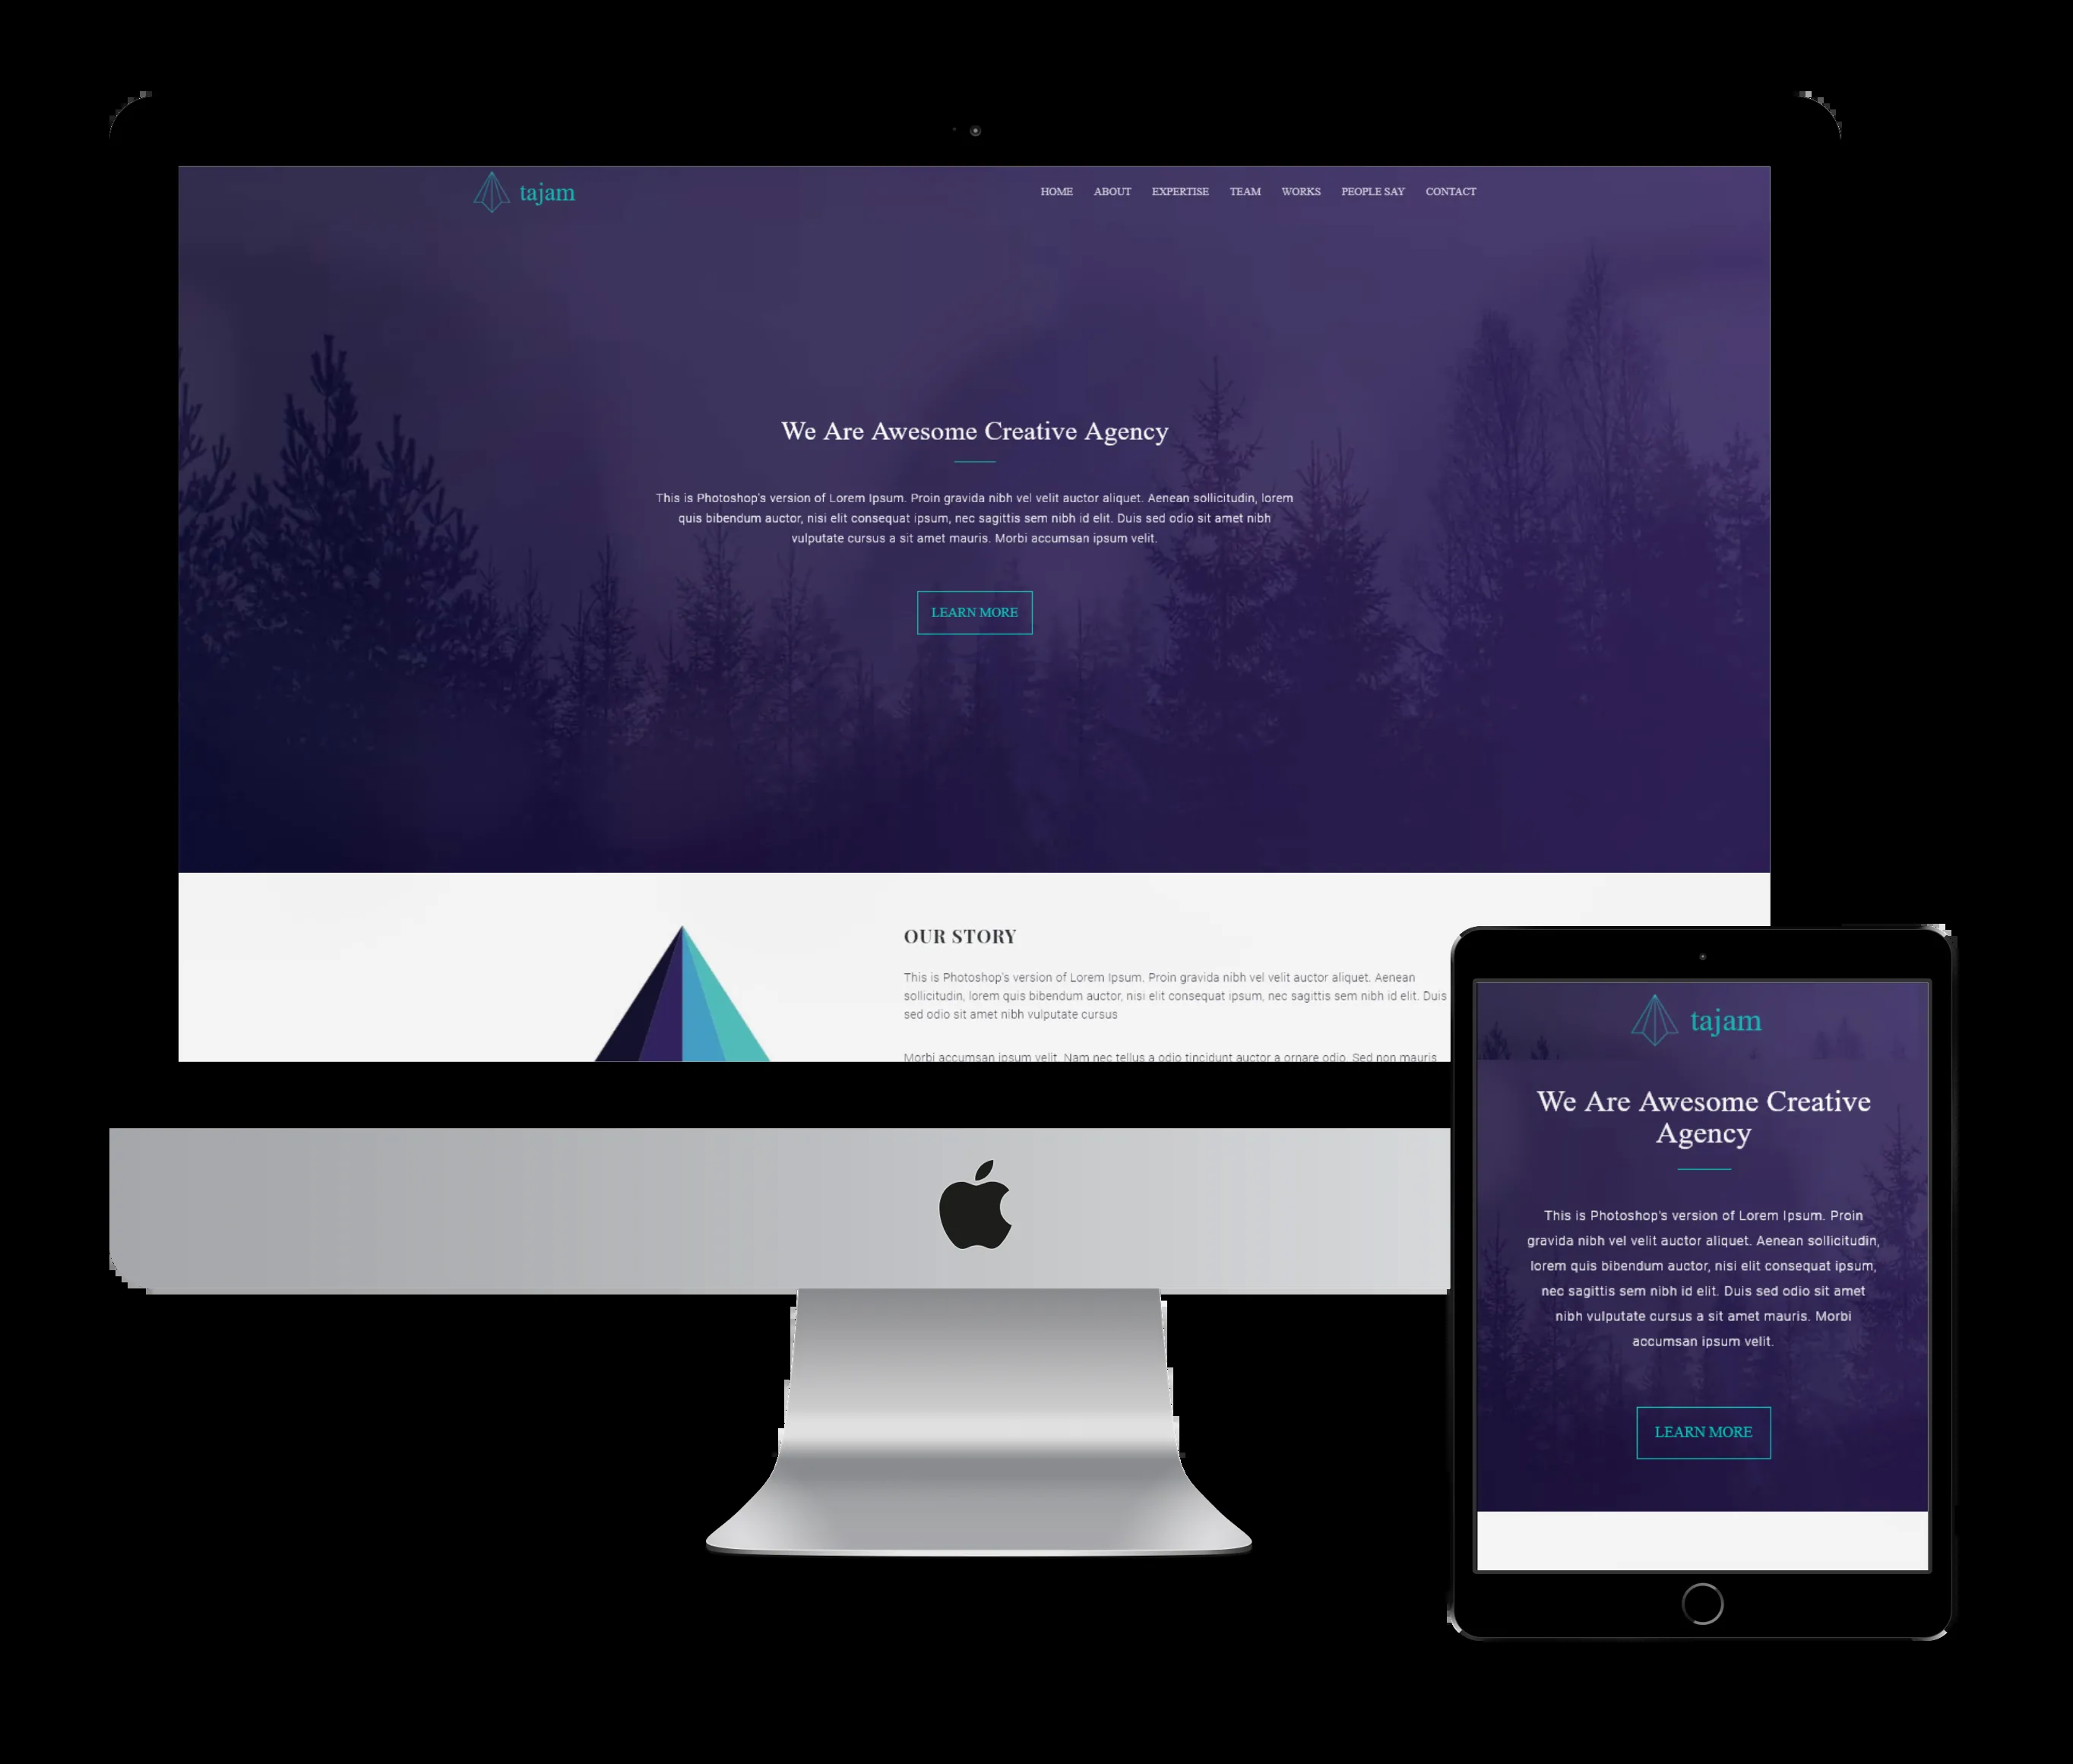 tajam
HOME ABOUT EXPERTISE TEAM WORKS PEOPLE SAY CONTACT
We Are Awesome Creative Agency
This is Photoshop's version of Lorem Ipsum. Proin gravida nibh vel velit auctor aliquet. Aenean sollicitudin, lorem
quis bibendum auctor, nisi elit consequat ipsum, nec sagittis sem nibh id elit. Duis sed odio sit amet nibh
vulputate cursus a sit amet mauris. Morbi accumsan ipsum velit.
LEARN MORE
OUR STORY
This is Photoshop's version of Lorem Ipsum. Proin gravida nibh vel velit auctor aliquet. Aenean
sollicitudin, lorem quis bibendum auctor, nisi elit consequat ipsum, nec sagittis sem nibh id elit. Duis
sed odio sit amet nibh vulputate cursus
Morbi accumsan ipsum velit. Nam nec tellus a odio tincidunt auctor a ornare odio. Sed non mauris
tajam
We Are Awesome Creative
Agency
This is Photoshop's version of Lorem Ipsum. Proin
gravida nibh vel velit auctor aliquet. Aenean sollicitudin,
lorem quis bibendum auctor, nisi elit consequat ipsum,
nec sagittis sem nibh id elit. Duis sed odio sit amet
nibh vulputate cursus a sit amet mauris. Morbi
accumsan ipsum velit.
LEARN MORE